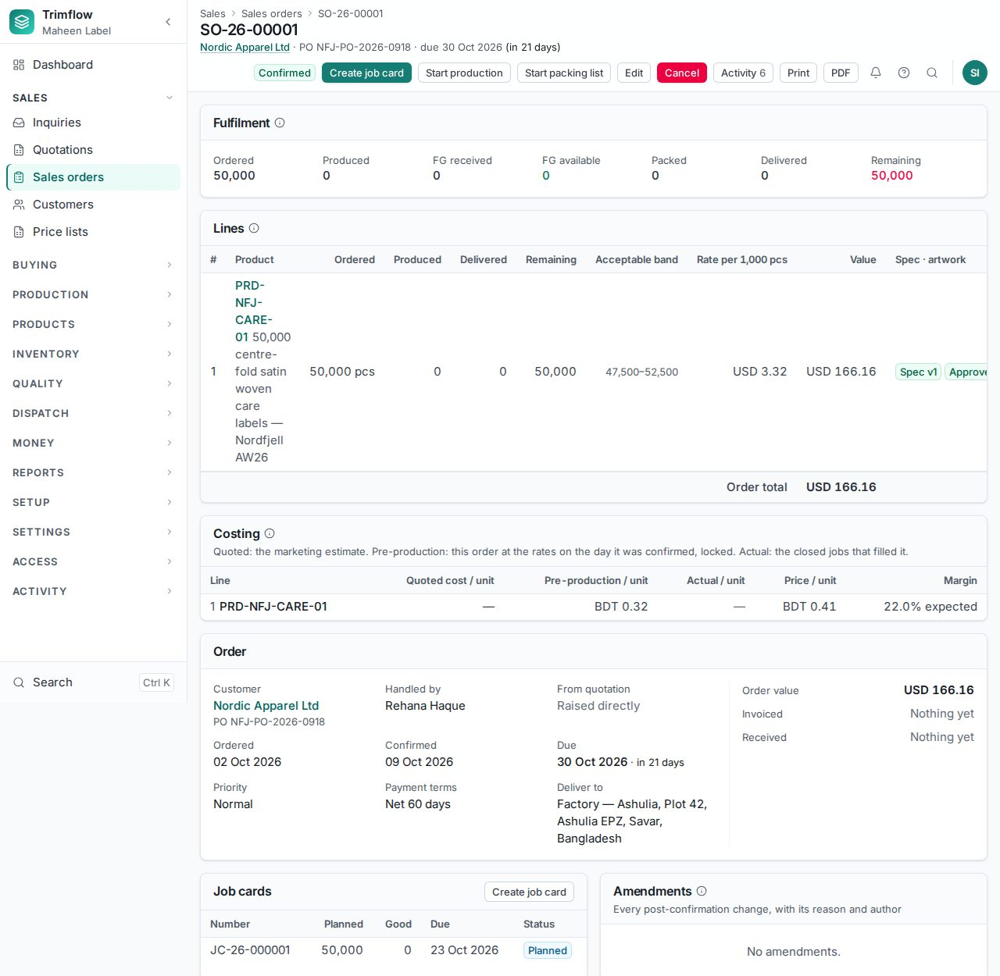 Trimflow
Maheen Label
Dashboard
SALES
Inquiries
Quotations
Sales orders
Customers
Price lists
BUYING
PRODUCTION
PRODUCTS
INVENTORY
QUALITY
DISPATCH
MONEY
REPORTS
SETUP
SETTINGS
ACCESS
ACTIVITY
Search Ctrl K
Sales > Sales orders > SO-26-00001
SO-26-00001
Nordic Apparel Ltd · PO NFJ-PO-2026-0918 · due 30 Oct 2026 (in 21 days)
Confirmed Create job card Start production Start packing list Edit Cancel Activity 6 Print PDF SI
Fulfilment
Ordered Produced FG received FG available Packed Delivered Remaining
50,000 0 0 0 0 0 50,000
Lines
# Product Ordered Produced Delivered Remaining Acceptable band Rate per 1,000 pcs Value Spec · artwork
PRD-
NFJ-
CARE-
01 50,000
centre-
1 fold satin 50,000 pcs 0 0 50,000 47,500–52,500 USD 3.32 USD 166.16 Spec v1 Approve
woven
care
labels —
Nordfjell
AW26
Order total USD 166.16
Costing
Quoted: the marketing estimate. Pre-production: this order at the rates on the day it was confirmed, locked. Actual: the closed jobs that filled it.
Line Quoted cost / unit Pre-production / unit Actual / unit Price / unit Margin
1 PRD-NFJ-CARE-01 — BDT 0.32 — BDT 0.41 22.0% expected
Order
Customer Handled by From quotation
Nordic Apparel Ltd Rehana Haque Raised directly
PO NFJ-PO-2026-0918
Ordered Confirmed Due
02 Oct 2026 09 Oct 2026 30 Oct 2026 · in 21 days
Priority Payment terms Deliver to
Normal Net 60 days Factory — Ashulia, Plot 42,
Ashulia EPZ, Savar,
Bangladesh
Order value USD 166.16
Invoiced Nothing yet
Received Nothing yet
Job cards Create job card
Number Planned Good Due Status
JC-26-000001 50,000 0 23 Oct 2026 Planned
Amendments
Every post-confirmation change, with its reason and author
No amendments.